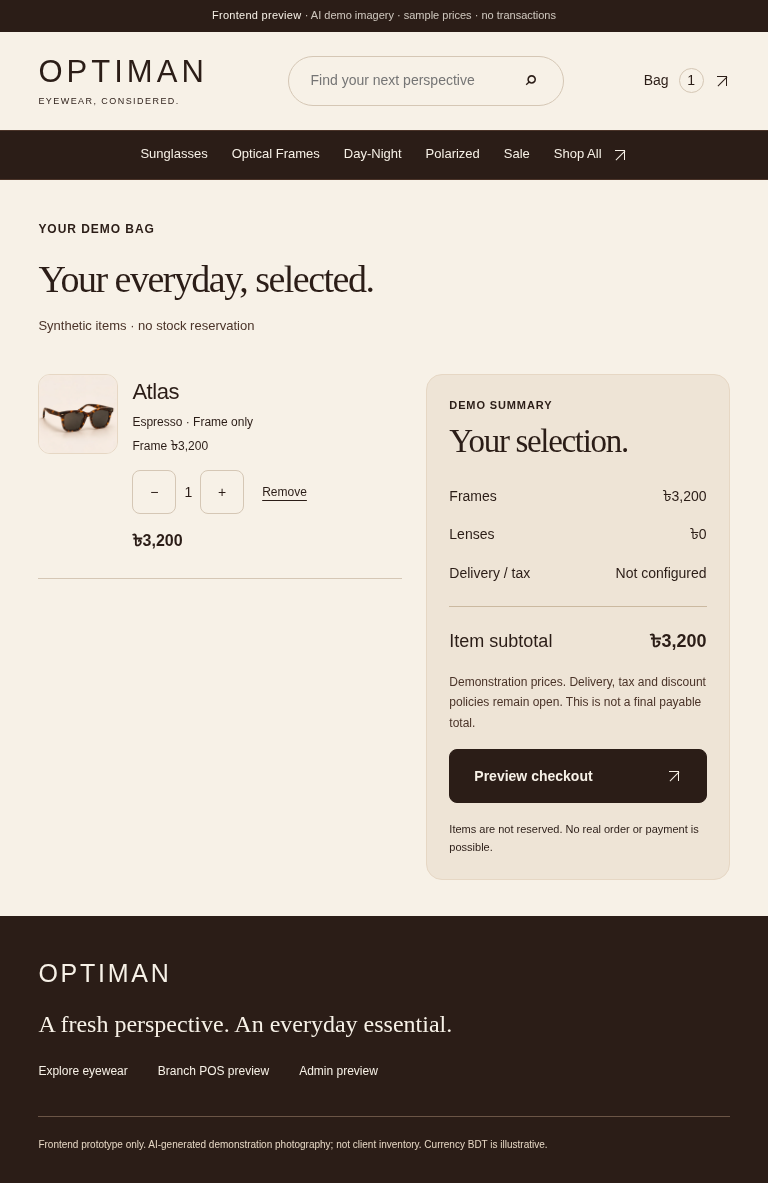 Frontend preview · AI demo imagery · sample prices · no transactions
OPTIMAN
EYEWEAR, CONSIDERED.
Find your next perspective
Bag 1
Sunglasses Optical Frames Day-Night Polarized Sale Shop All
YOUR DEMO BAG
Your everyday, selected.
Synthetic items · no stock reservation
Atlas
Espresso · Frame only
Frame ৳3,200
− 1 + Remove
৳3,200
DEMO SUMMARY
Your selection.
Frames ৳3,200
Lenses ৳0
Delivery / tax Not configured
Item subtotal ৳3,200
Demonstration prices. Delivery, tax and discount
policies remain open. This is not a final payable
total.
Preview checkout
Items are not reserved. No real order or payment is
possible.
OPTIMAN
A fresh perspective. An everyday essential.
Explore eyewear Branch POS preview Admin preview
Frontend prototype only. AI-generated demonstration photography; not client inventory. Currency BDT is illustrative.